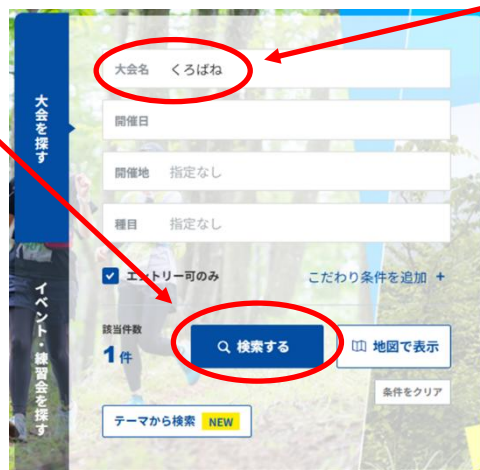 大会を探す
イベント・練習会を探す
大会名 くろばね
開催日
開催地 指定なし
種目 指定なし
エントリー可のみ
こだわり条件を追加 +
該当件数
1件
検索する
地図で表示
条件をクリア
テーマから検索 NEW